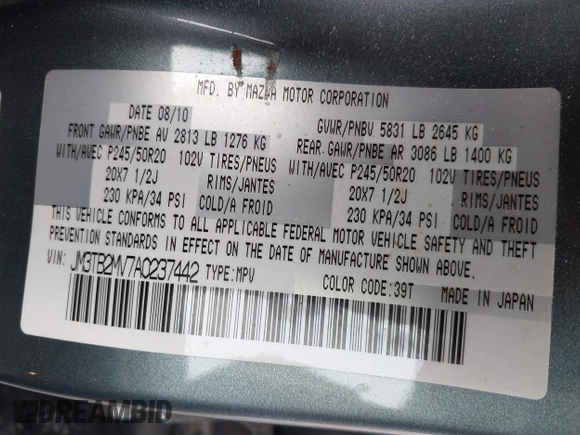 MFD. BY MAZDA MOTOR CORPORATION
DATE 08/10 GVWR/PNBV 5831 LB 2645 KG
FRONT GAWR/PNBE AV 2813 LB 1276 KG REAR.GAWR/PNBE AR 3086 LB 1400 KG
WITH/AVEC P245/50R20 102V TIRES/PNEUS WITH/AVEC P245/50R20 102V TIRES/PNEUS
20X7 1/2J RIMS/JANTES 20X7 1/2J RIMS/JANTES
230 KPA/34 PSI COLD/A FROID 230 KPA/34 PSI COLD/A FROID
THIS VEHICLE CONFORMS TO ALL APPLICABLE FEDERAL MOTOR VEHICLE SAFETY AND THEFT
PREVENTION STANDARDS IN EFFECT ON THE DATE OF MANUFACTURE SHOWN ABOVE.
VIN: JM3TB2MV7A0237442 TYPE:MPV COLOR CODE:39T MADE IN JAPAN
DREAMBID